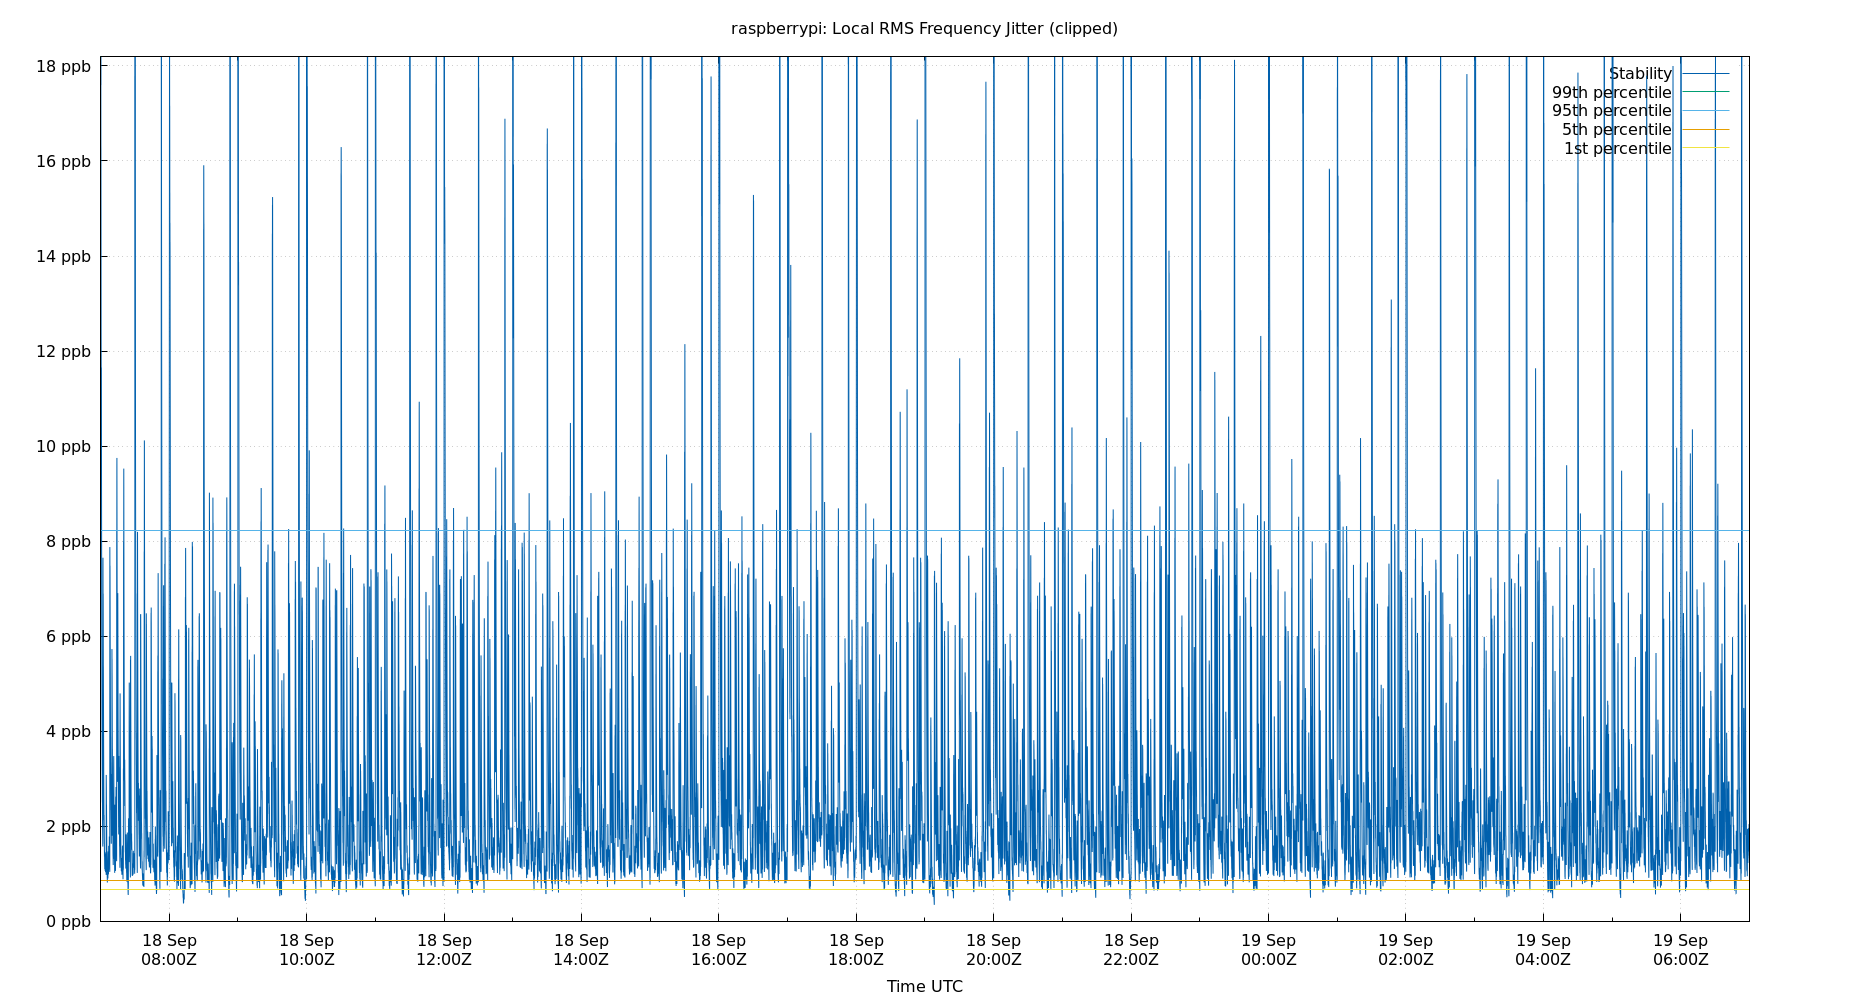 raspberrypi: Local RMS Frequency Jitter (clipped)
18 ppb
16 ppb
14 ppb
12 ppb
10 ppb
8 ppb
6 ppb
4 ppb
2 ppb
0 ppb
Stability
99th percentile
95th percentile
5th percentile
1st percentile
18 Sep 18 Sep 18 Sep 18 Sep 18 Sep 18 Sep 18 Sep 18 Sep 19 Sep 19 Sep 19 Sep 19 Sep
08:00Z 10:00Z 12:00Z 14:00Z 16:00Z 18:00Z 20:00Z 22:00Z 00:00Z 02:00Z 04:00Z 06:00Z
Time UTC